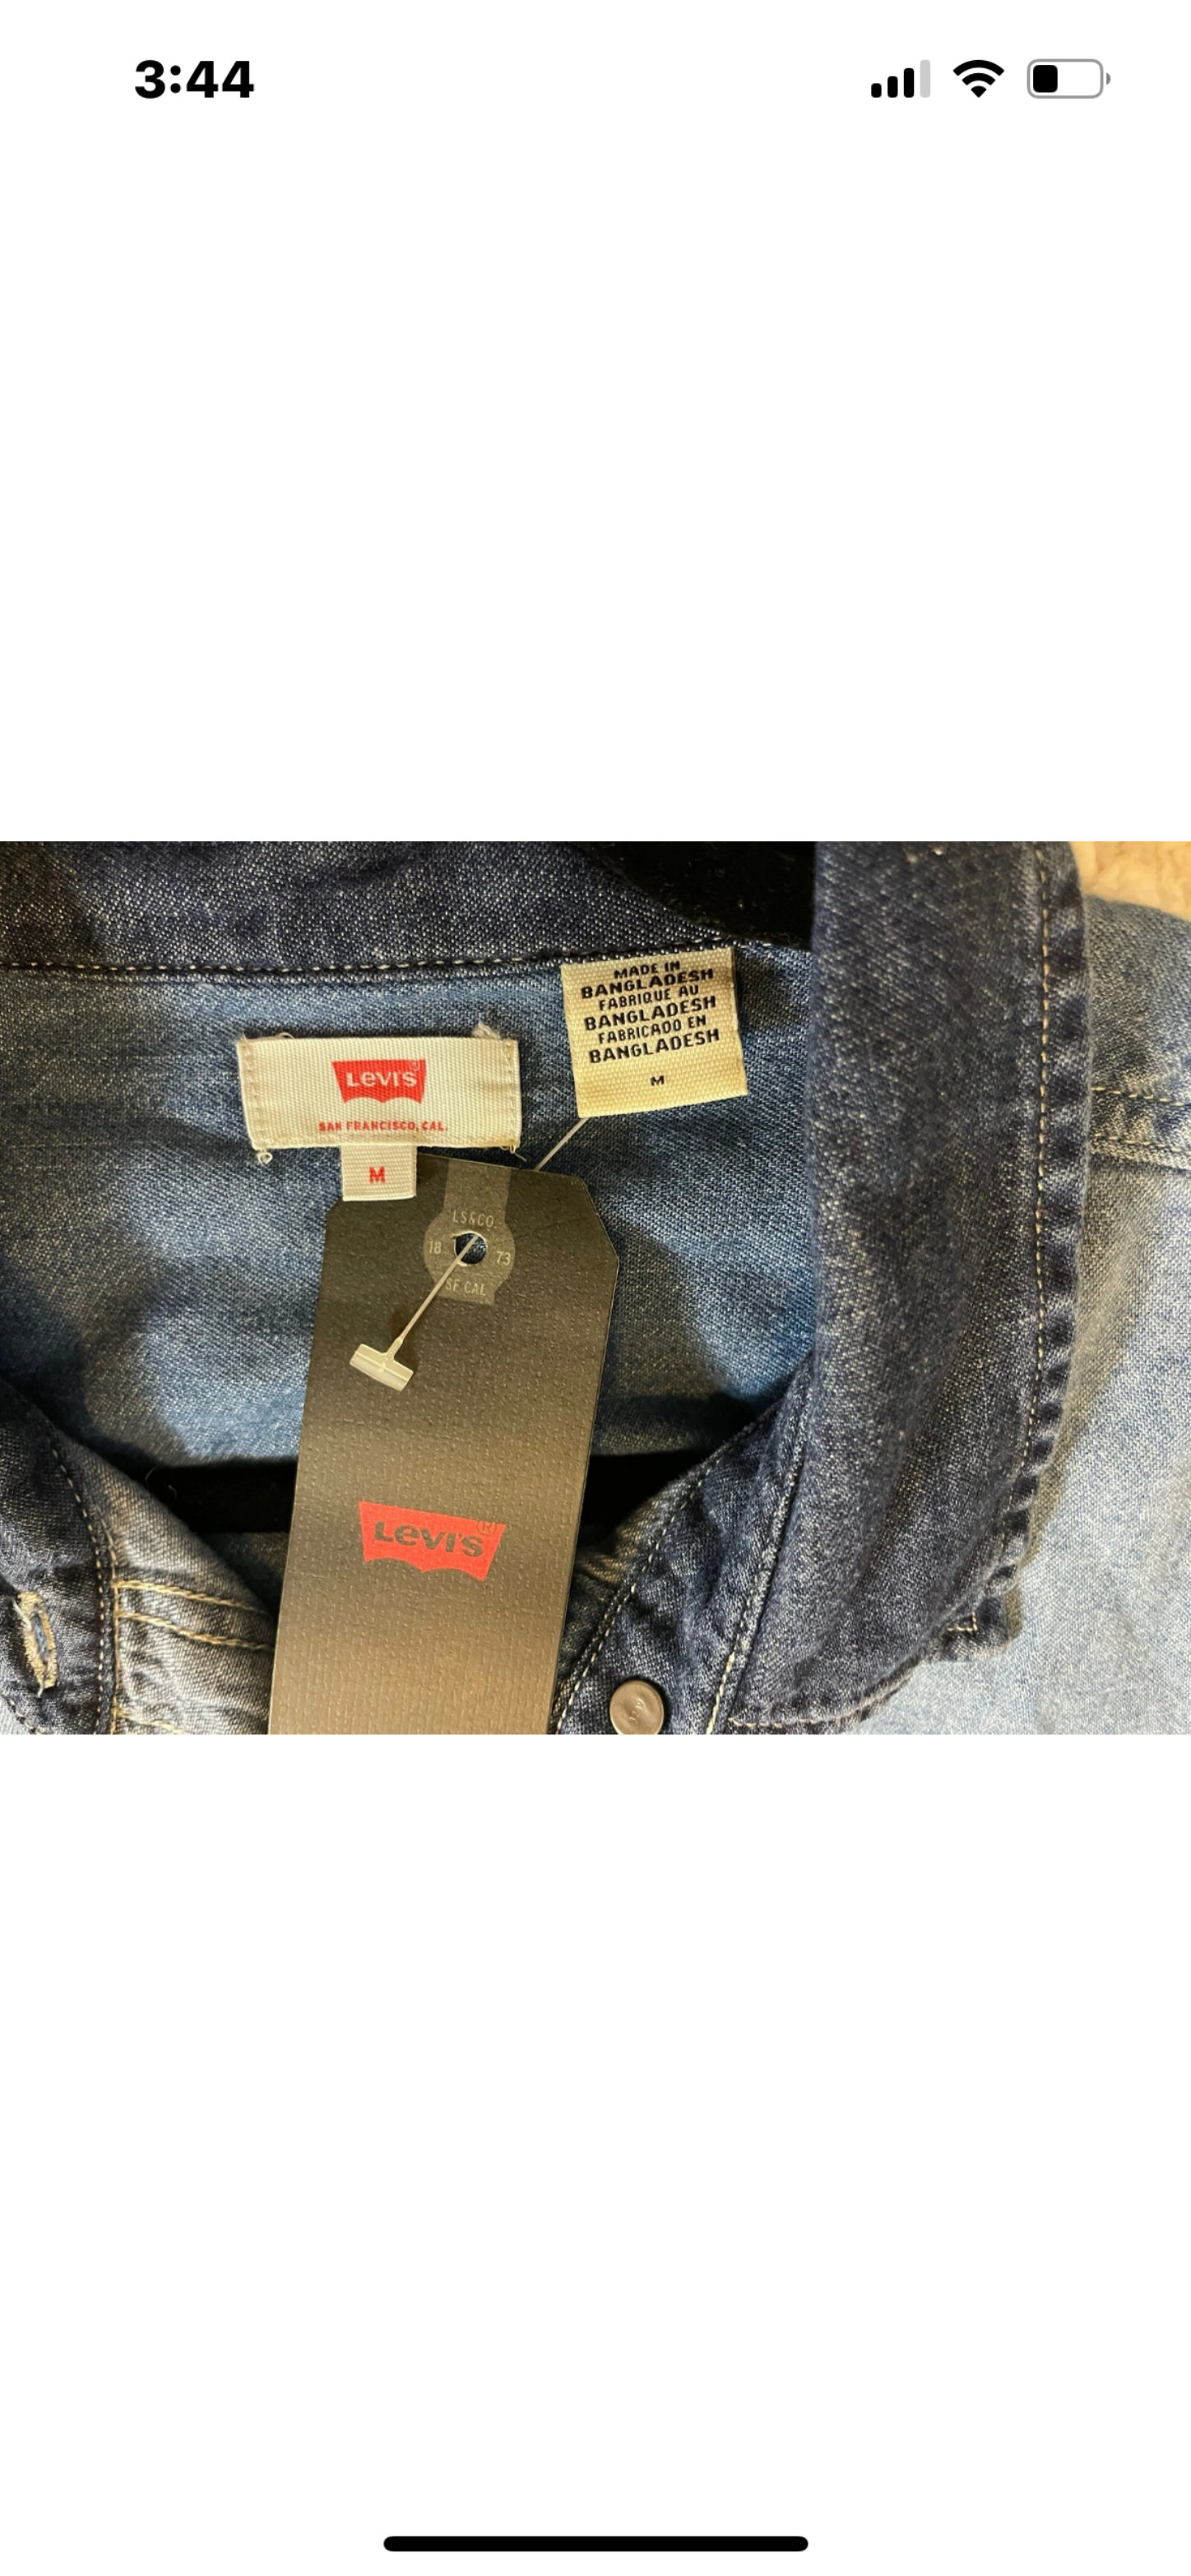 3:44
MADE IN
BANGLADESH
FABRIQUE AU
BANGLADESH
FABRICADO EN
BANGLADESH
M
Levi's
SAN FRANCISCO, CAL.
M
LS&CO
18 73
SF CAL
Levi's®